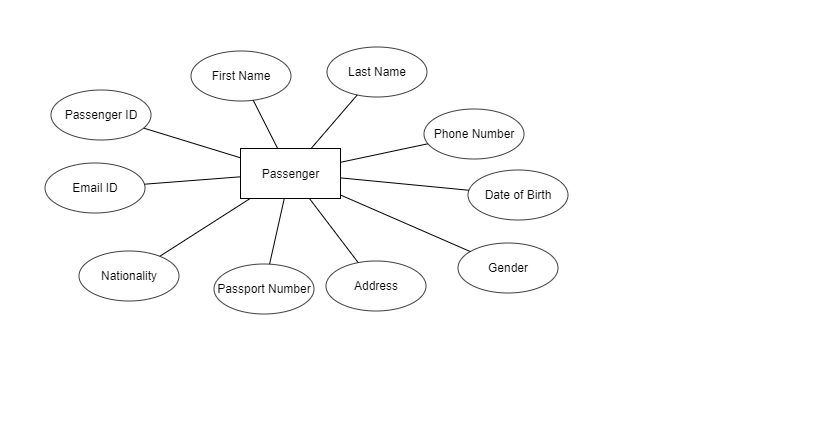 First Name
Last Name
Passenger ID
Phone Number
Passenger
Email ID
Date of Birth
Nationality
Passport Number
Address
Gender